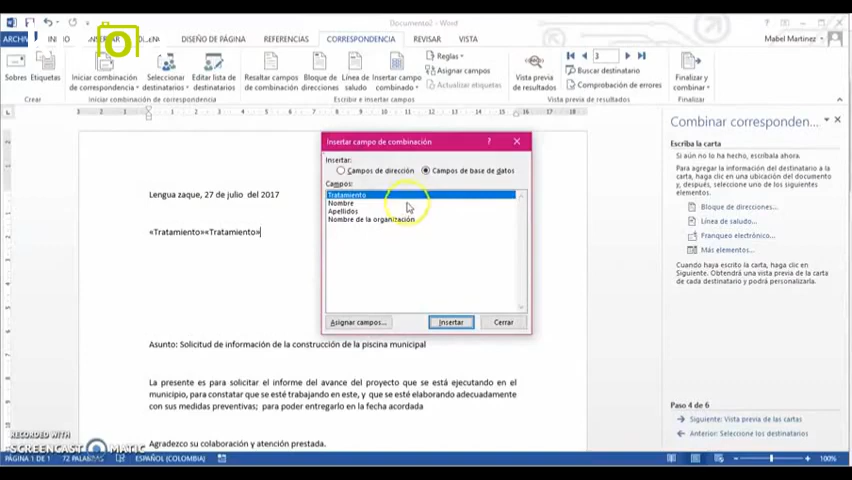 Documento2 - Word
ARCHIV
DISEÑO DE PÁGINA
REFERENCIAS
CORRESPONDENCIA
REVISAR
VISTA
Mabel Martinez
Sobres
Etiquetas
Iniciar combinación
de correspondencia
Seleccionar
destinatarios
Editar lista de
destinatarios
Resaltar campos
de combinación
Bloque de
direcciones
Línea de
saludo
Insertar campo
combinado
Reglas
Asignar campos
Actualizar etiquetas
Vista previa
de resultados
3
Buscar destinatario
Comprobación de errores
Finalizar y
combinar
Crear
Iniciar combinación de correspondencia
Escribir e insertar campos
Vista previa de resultados
Finalizar
Lengua zaque, 27 de julio del 2017
«Tratamiento»«Tratamiento»
Asunto: Solicitud de información de la construcción de la piscina municipal
La presente es para solicitar el informe del avance del proyecto que se está ejecutando en el
municipio, para constatar que se esté trabajando en este, y que se esté elaborando adecuadamente
con sus medidas preventivas; para poder entregarlo en la fecha acordada
Agradezco su colaboración y atención prestada.
Insertar campo de combinación
Insertar:
Campos de dirección
Campos de base de datos
Campos:
Tratamiento
Nombre
Apellidos
Nombre de la organización
Asignar campos...
Insertar
Cerrar
Combinar corresponden...
Escriba la carta
Si aún no lo ha hecho, escríbala ahora.
Para agregar la información del destinatario a la
carta, haga clic en una ubicación del documento
y, después, seleccione uno de los siguientes
elementos.
Bloque de direcciones...
Línea de saludo...
Franqueo electrónico...
Más elementos...
Cuando haya escrito la carta, haga clic en
Siguiente. Obtendrá una vista previa de la carta
de cada destinatario y podrá personalizarla.
Paso 4 de 6
Siguiente: Vista previa de las cartas
Anterior: Seleccione los destinatarios
RECORDED WITH
SCREENCAST MATIC
PÁGINA 1 DE 1
72 PALABRAS
ESPAÑOL (COLOMBIA)
100%